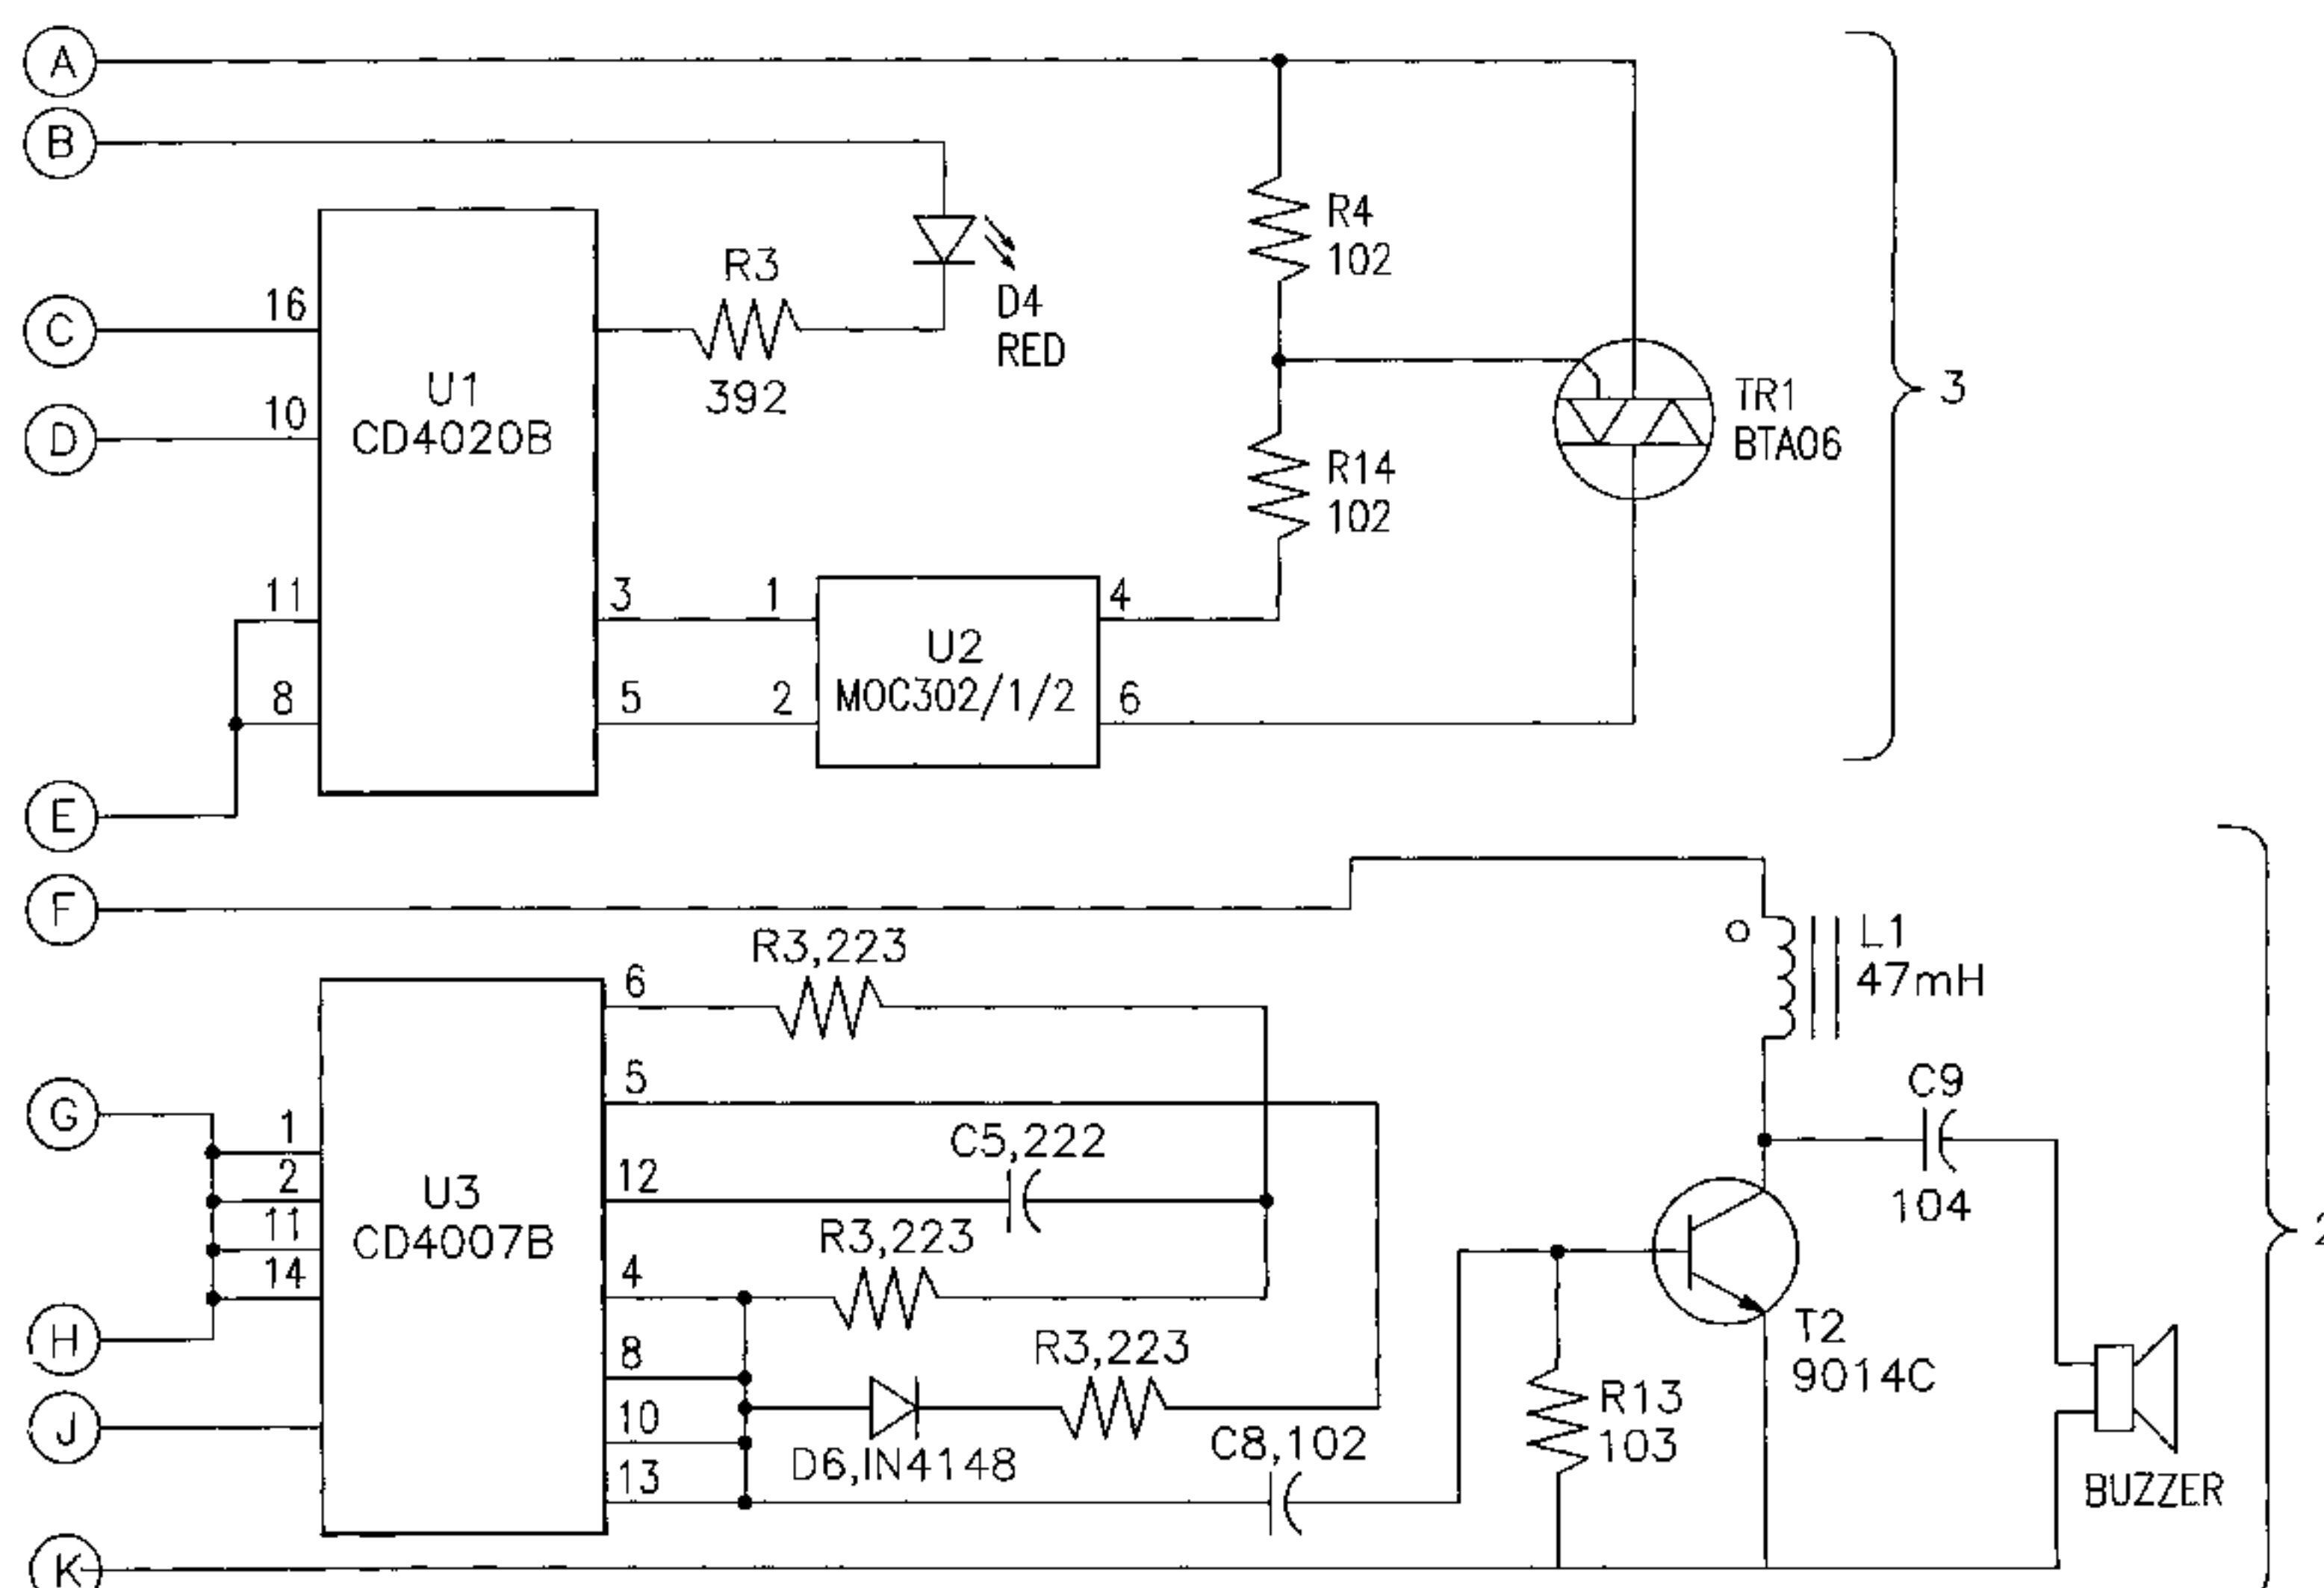 A
B
R4
102
R3
392
D4
RED
C
16
D
10
U1
CD4020B
TR1
BTA06
3
R14
102
11
3
1
4
U2
MOC302/1/2
8
5
2
6
E
F
L1
47mH
R3,223
6
5
G
1
C9
104
C5,222
2
12
U3
CD4007B
11
R3,223
14
4
2
H
8
R3,223
T2
9014C
J
10
D6,IN4148
R13
103
C8,102
13
BUZZER
K